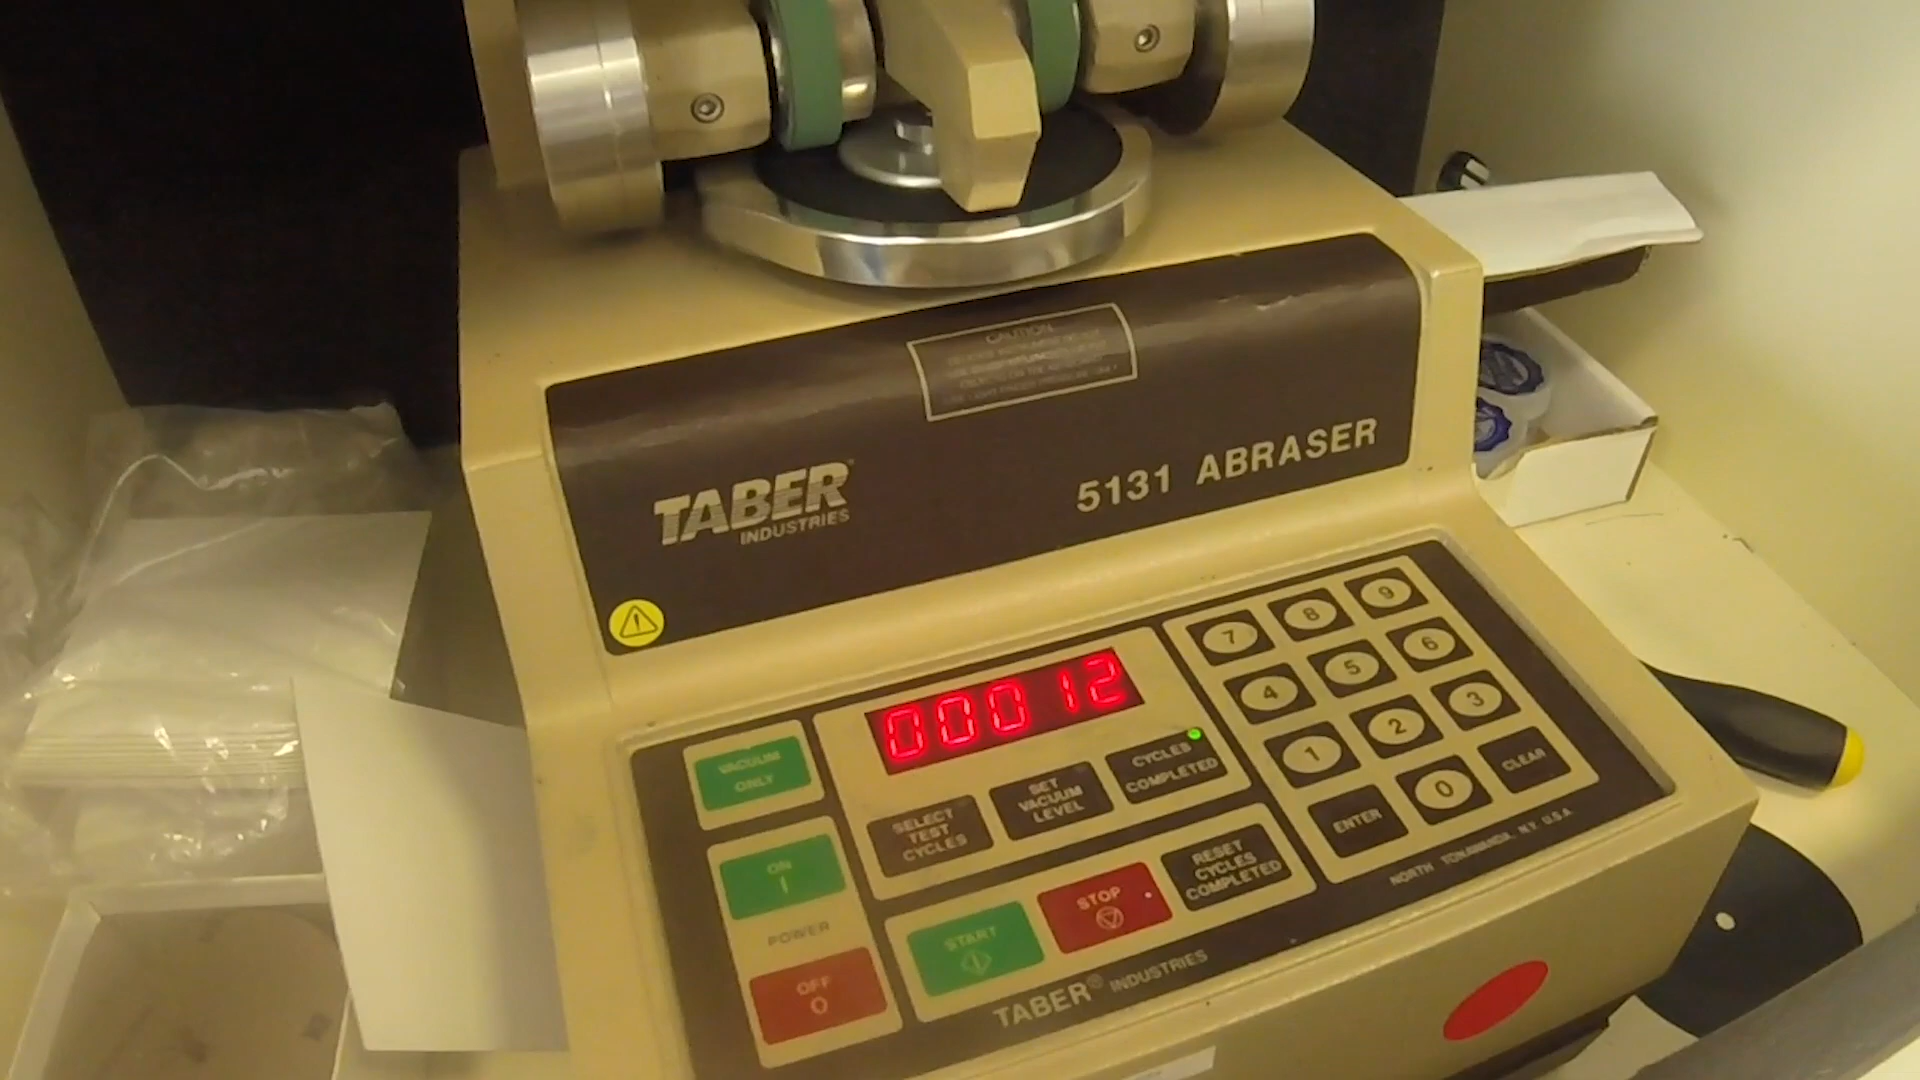 CAUTION
TABER
INDUSTRIES
5131 ABRASER
00012
VACUUM
ONLY
SELECT
TEST
CYCLES
SET
VACUUM
LEVEL
CYCLES
COMPLETED
7 8 9
4 5 6
1 2 3
ENTER 0 CLEAR
ON
I
POWER
OFF
O
START
STOP
RESET
CYCLES
COMPLETED
TABER® INDUSTRIES
NORTH TONAWANDA, N.Y. U.S.A.